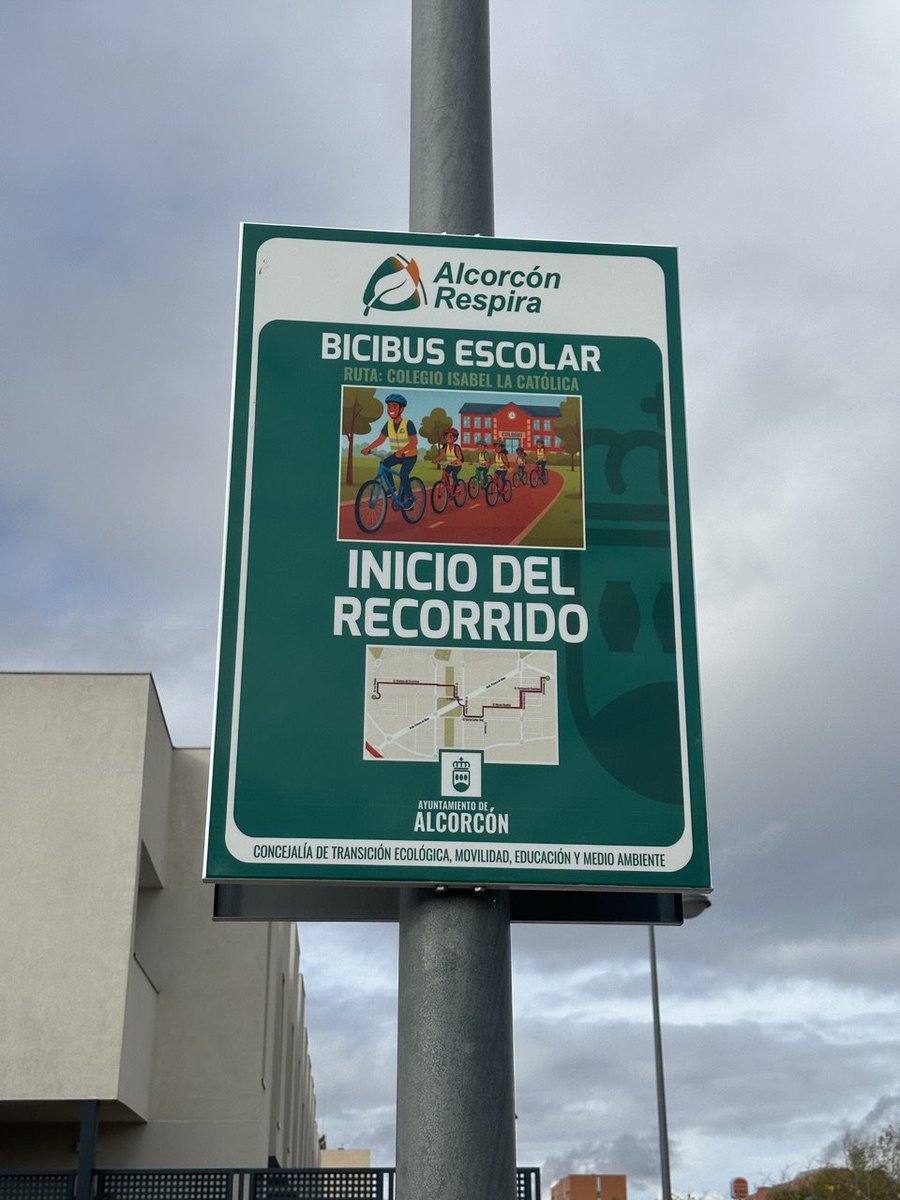 Alcorcón
Respira
BICIBUS ESCOLAR
RUTA: COLEGIO ISABEL LA CATÓLICA
COLEGIO
INICIO DEL
RECORRIDO
AYUNTAMIENTO DE
ALCORCÓN
CONCEJALÍA DE TRANSICIÓN ECOLÓGICA, MOVILIDAD, EDUCACIÓN Y MEDIO AMBIENTE